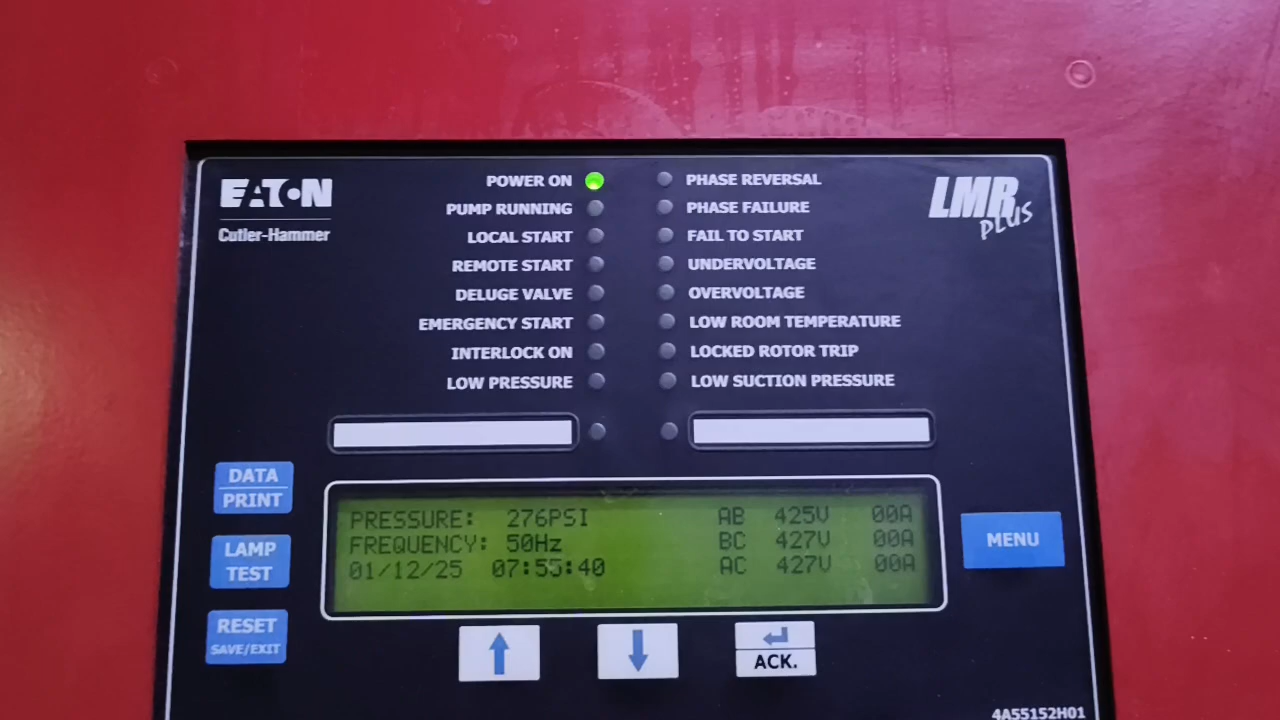 EATON
Cutler-Hammer
LMR
PLUS
POWER ON
PUMP RUNNING
LOCAL START
REMOTE START
DELUGE VALVE
EMERGENCY START
INTERLOCK ON
LOW PRESSURE
PHASE REVERSAL
PHASE FAILURE
FAIL TO START
UNDERVOLTAGE
OVERVOLTAGE
LOW ROOM TEMPERATURE
LOCKED ROTOR TRIP
LOW SUCTION PRESSURE
DATA
PRINT
LAMP
TEST
RESET
SAVE/EXIT
PRESSURE: 276PSI AB 425V 00A
FREQUENCY: 50Hz BC 427V 00A
01/12/25 07:55:40 AC 427V 00A
MENU
ACK.
4A55152H01